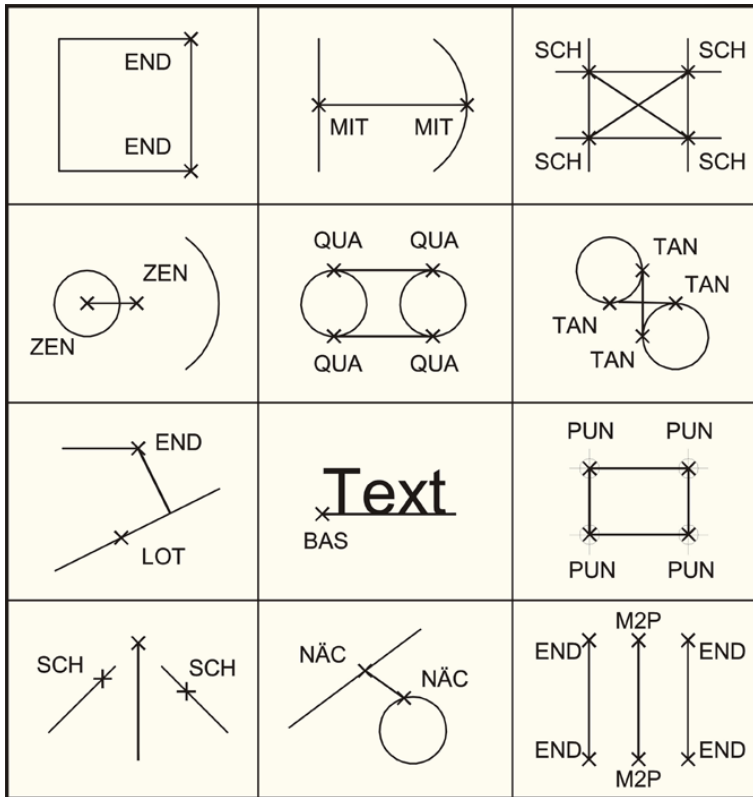 END
END
MIT MIT
SCH SCH
SCH SCH
ZEN
ZEN
QUA QUA
QUA QUA
TAN
TAN
TAN
TAN
END
LOT
Text
BAS
PUN PUN
PUN PUN
SCH SCH
NÄC
NÄC
M2P
END END
END END
M2P